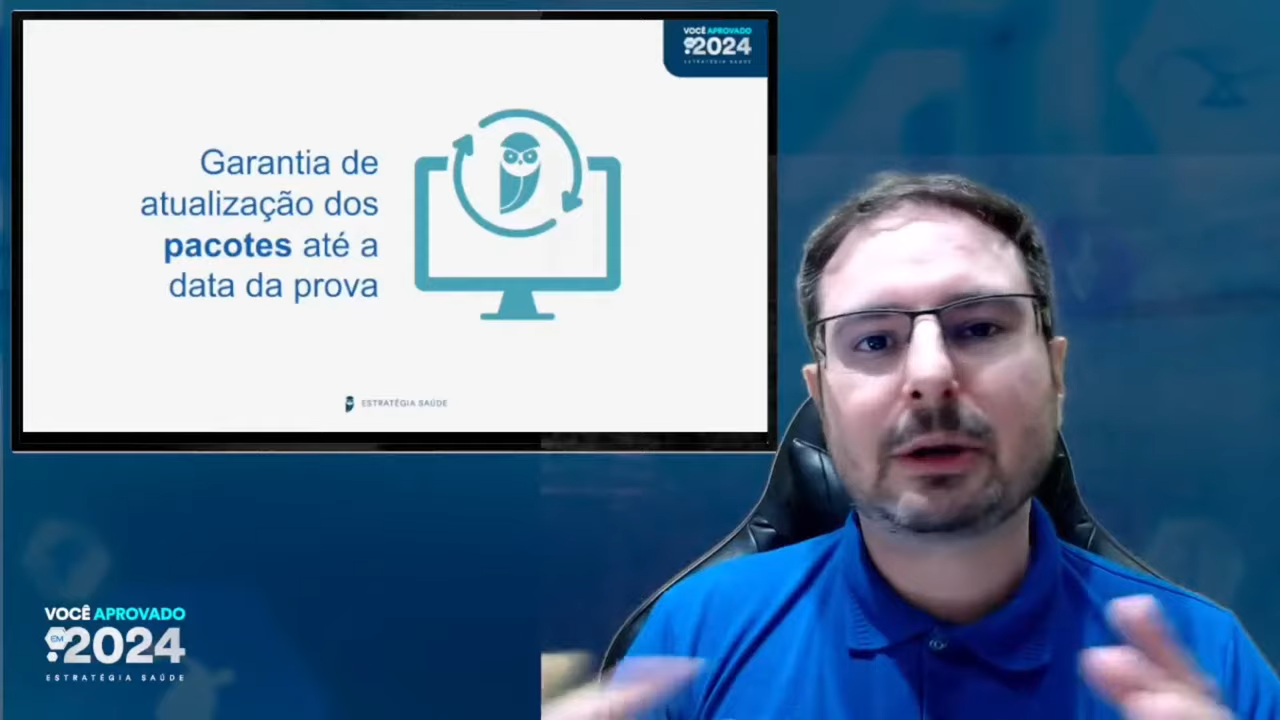 VOCÊ APROVADO
2024
ESTRATÉGIA SAÚDE
Garantia de
atualização dos
pacotes até a
data da prova
ESTRATÉGIA SAÚDE
VOCÊ APROVADO
EM
2024
ESTRATÉGIA SAÚDE